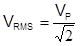 V_RMS = V_P / √2